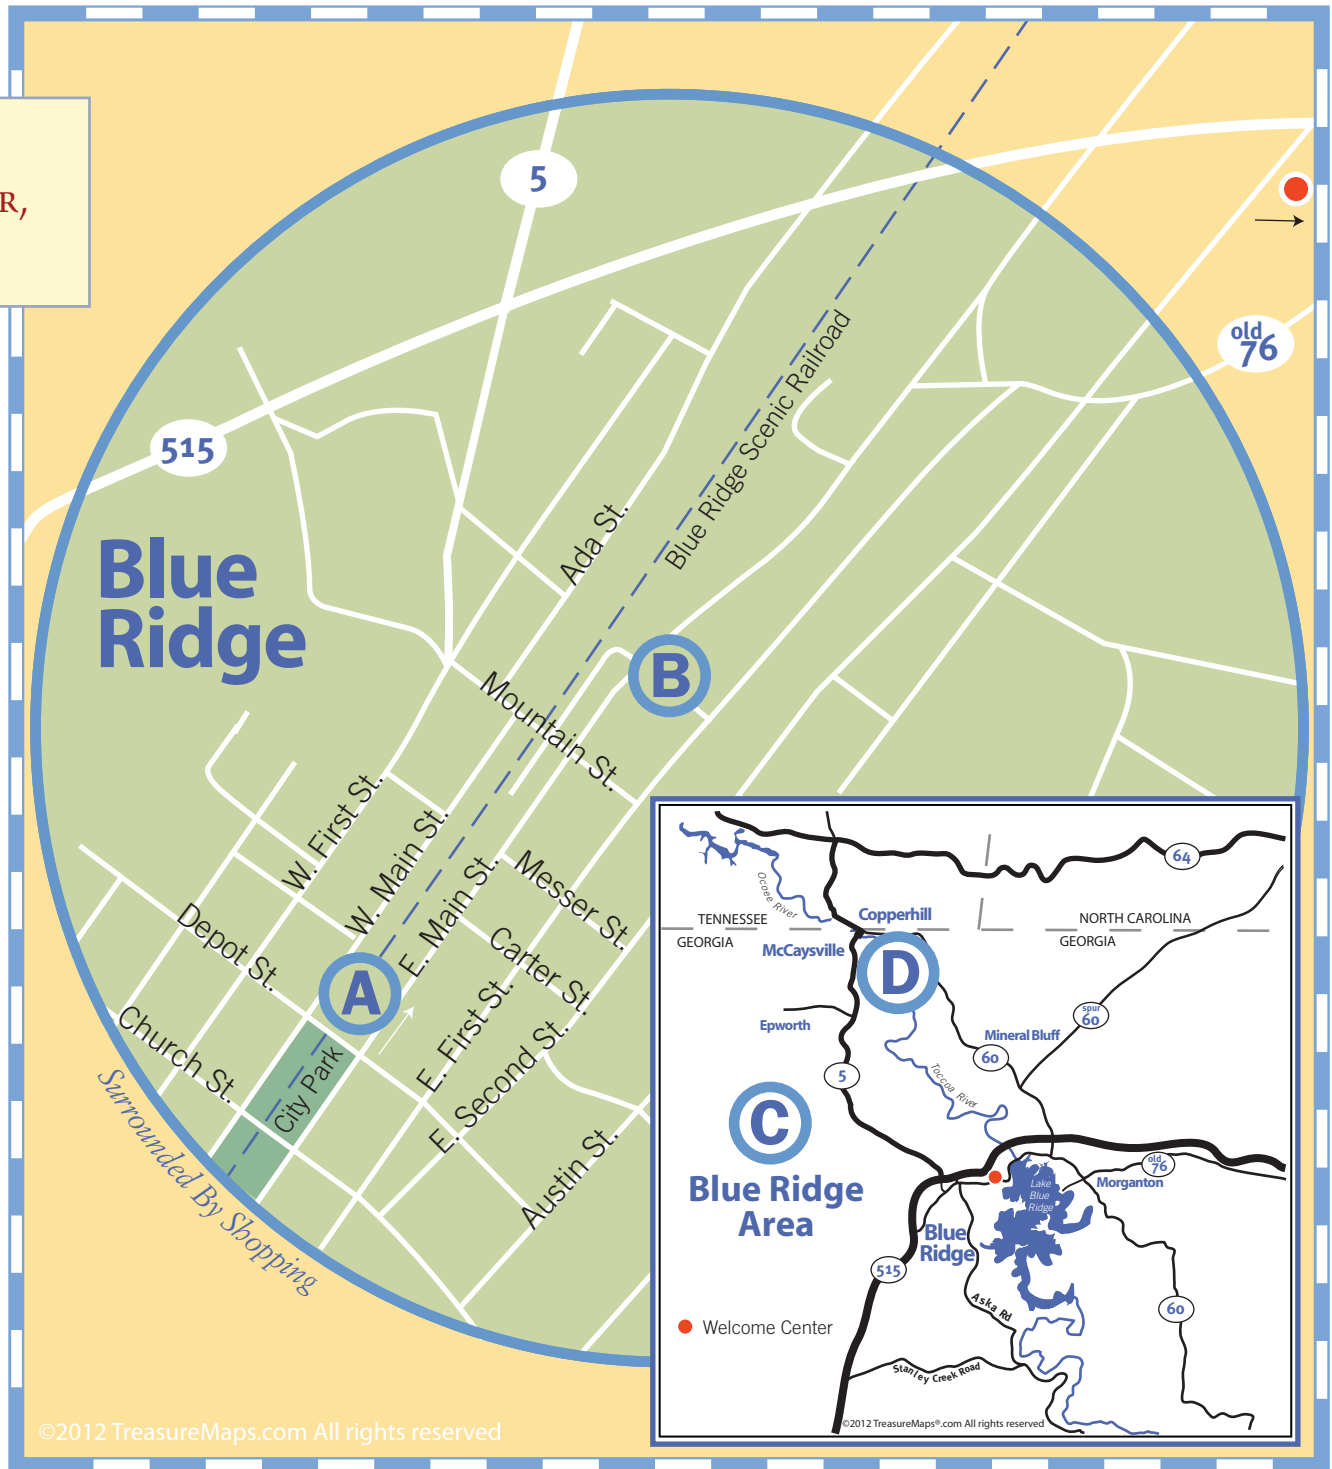 R,
5
515
old
76
Blue
Ridge
Blue Ridge Scenic Railroad
Ada St.
B
Mountain St.
W. First St.
W. Main St.
E. Main St.
Messer St.
Carter St.
Depot St.
A
E. First St.
E. Second St.
Church St.
City Park
Austin St.
Surrounded By Shopping
©2012 TreasureMaps.com All rights reserved
64
Ocoee River
TENNESSEE
Copperhill
NORTH CAROLINA
GEORGIA
GEORGIA
McCaysville
D
Epworth
spur
60
Mineral Bluff
60
5
Toccoa River
C
Blue Ridge
Area
old
76
Morganton
Lake
Blue
Ridge
Blue
Ridge
515
60
Aska Rd
Welcome Center
Stanley Creek Road
©2012 TreasureMaps®.com All rights reserved